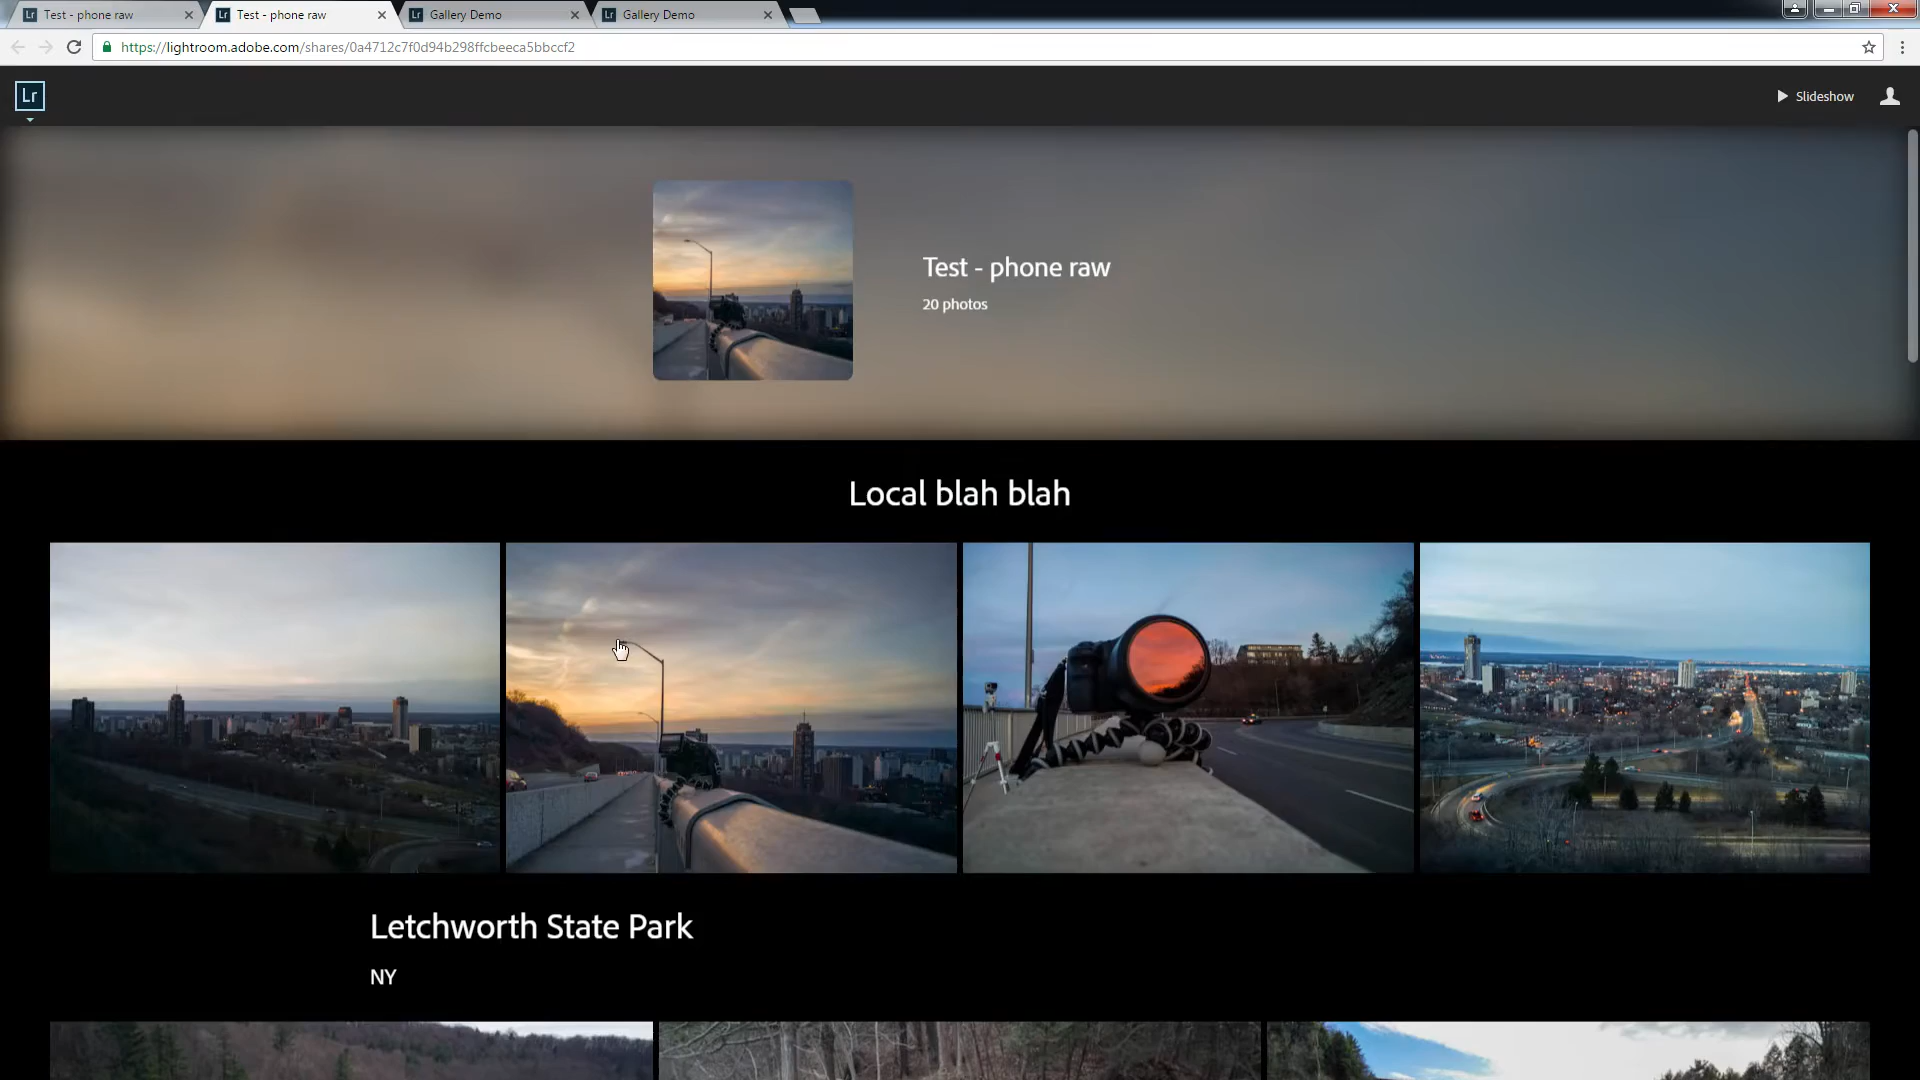 Test - phone raw
Test - phone raw
Gallery Demo
Gallery Demo
https://lightroom.adobe.com/shares/0a4712c7f0d94b298ffcbeeca5bbccf2
Lr
Slideshow
Test - phone raw
20 photos
Local blah blah
Letchworth State Park
NY